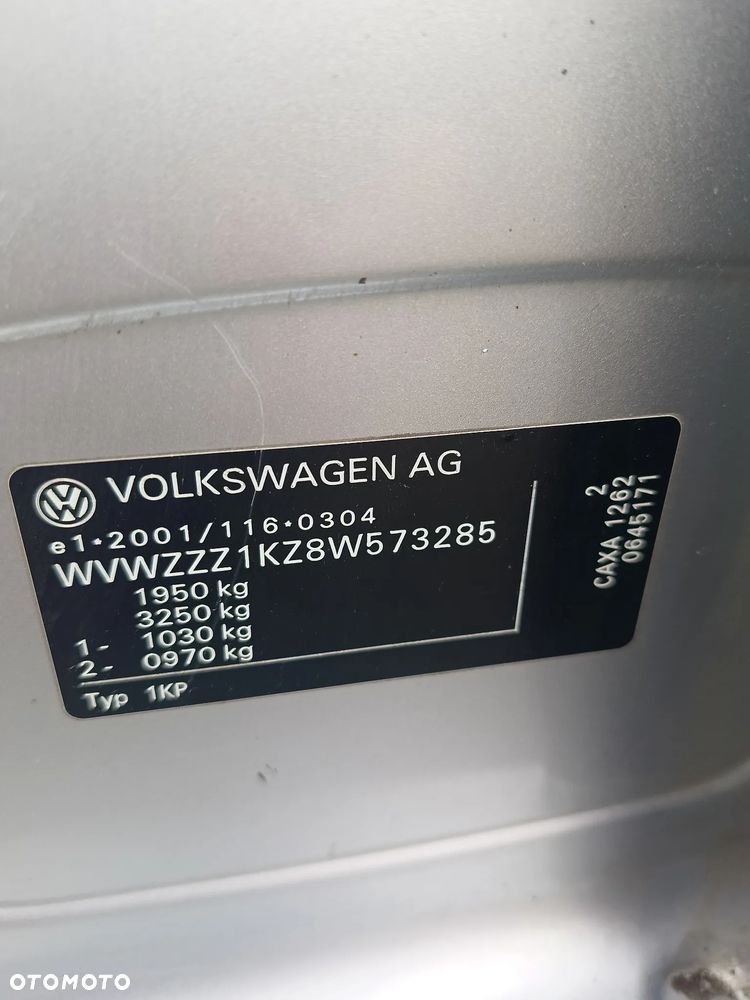 VOLKSWAGEN AG
e1*2001/116*0304
WVWZZZ1KZ8W573285
1950 kg
3250 kg
1- 1030 kg
2- 0970 kg
Typ 1KP
2
CAXA 1262
0645171
OTOMOTO